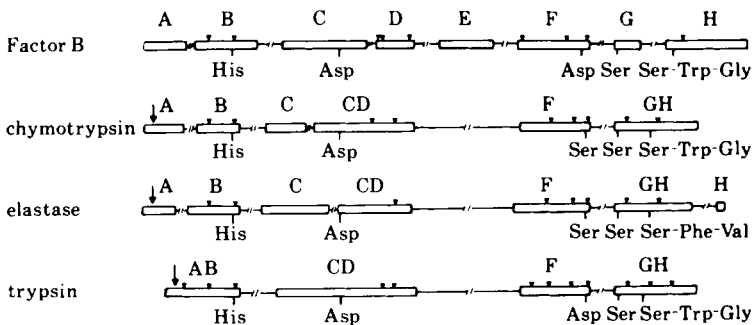 A B C D E F G H
Factor B
His Asp Asp Ser Ser-Trp-Gly
A B C CD F GH
chymotrypsin
His Asp Ser Ser Ser-Trp-Gly
A B C CD F GH H
elastase
His Asp Ser Ser Ser-Phe-Val
AB CD F GH
trypsin
His Asp Asp Ser Ser-Trp-Gly